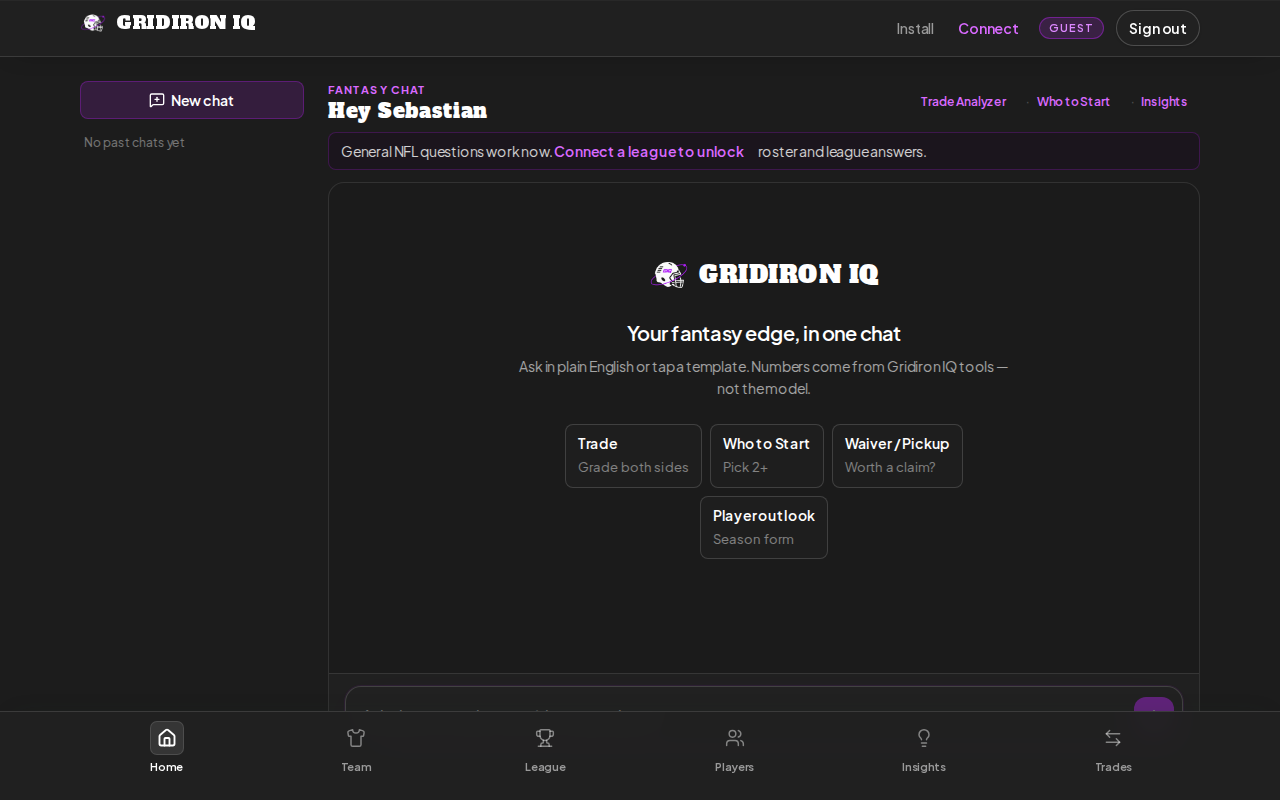 GRIDIRON IQ
Install
Connect
GUEST
Sign out
New chat
No past chats yet
FANTASY CHAT
Hey Sebastian
Trade Analyzer · Who to Start · Insights
General NFL questions work now. Connect a league to unlock roster and league answers.
GRIDIRON IQ
Your fantasy edge, in one chat
Ask in plain English or tap a template. Numbers come from Gridiron IQ tools —
not the model.
Trade
Grade both sides
Who to Start
Pick 2+
Waiver / Pickup
Worth a claim?
Player outlook
Season form
Home
Team
League
Players
Insights
Trades